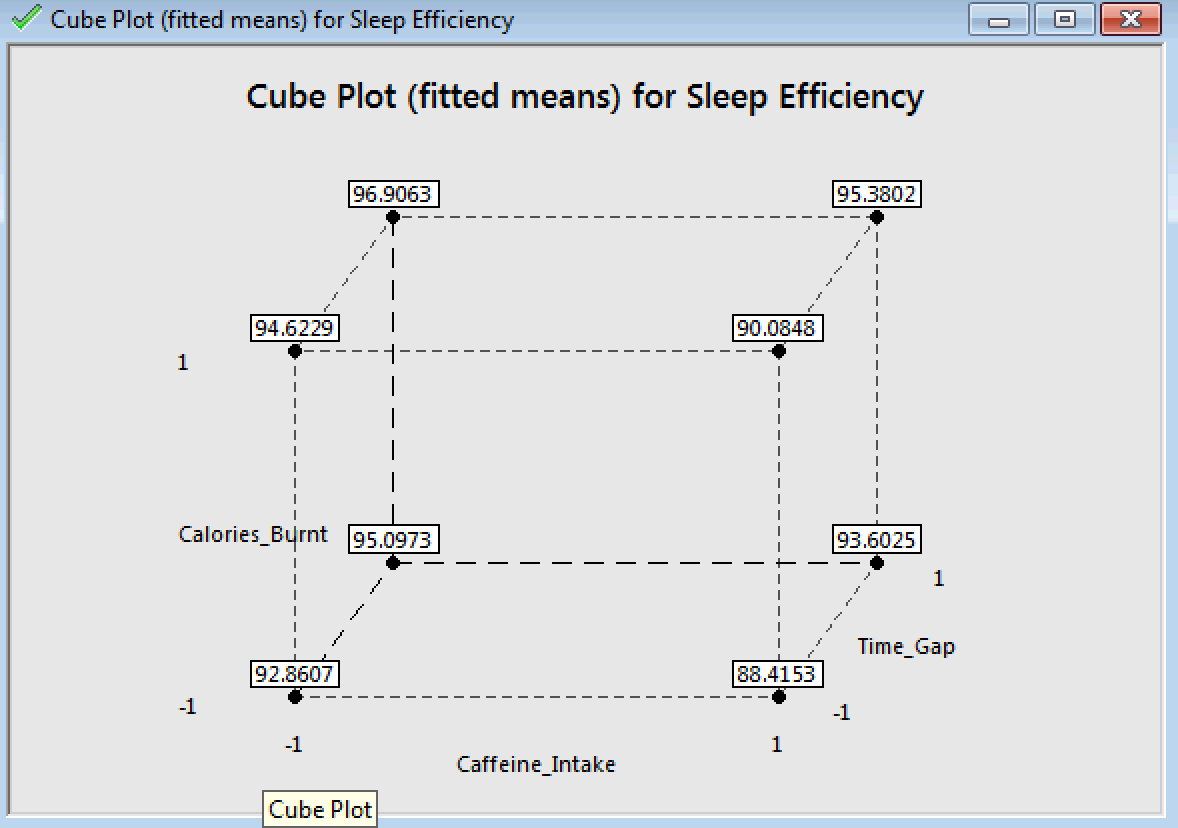 Cube Plot (fitted means) for Sleep Efficiency
Cube Plot (fitted means) for Sleep Efficiency
96.9063 95.3802
94.6229 90.0848
1
Calories_Burnt 95.0973 93.6025
1
Time_Gap
92.8607 88.4153
-1 -1
-1 1
Caffeine_Intake
Cube Plot